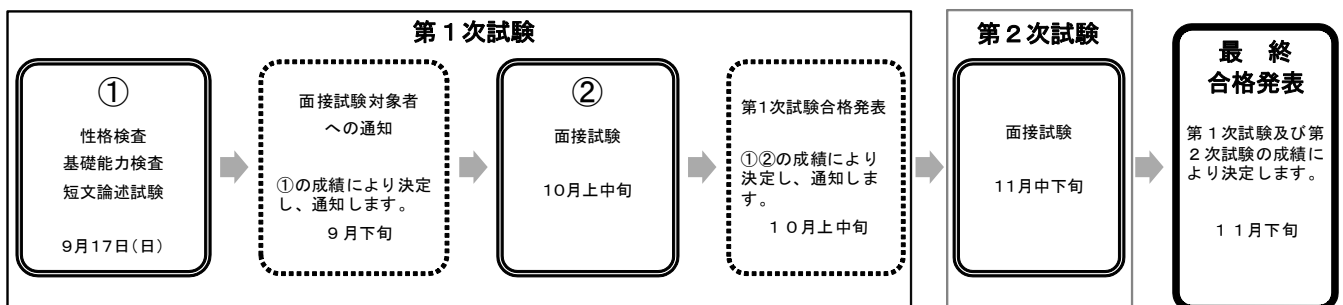 第１次試験
①
性格検査
基礎能力検査
短文論述試験
9月17日(日)
面接試験対象者
への通知
①の成績により決定
し、通知します。
９月下旬
②
面接試験
10月上中旬
第1次試験合格発表
①②の成績により
決定し、通知しま
す。
１０月上中旬
第２次試験
面接試験
11月中下旬
最　終
合格発表
第１次試験及び第
２次試験の成績に
より決定します。
１１月下旬